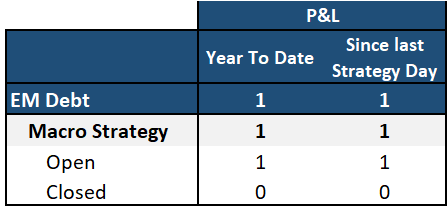 P&L
Year To Date Since last Strategy Day
EM Debt 1 1
Macro Strategy 1 1
Open 1 1
Closed 0 0